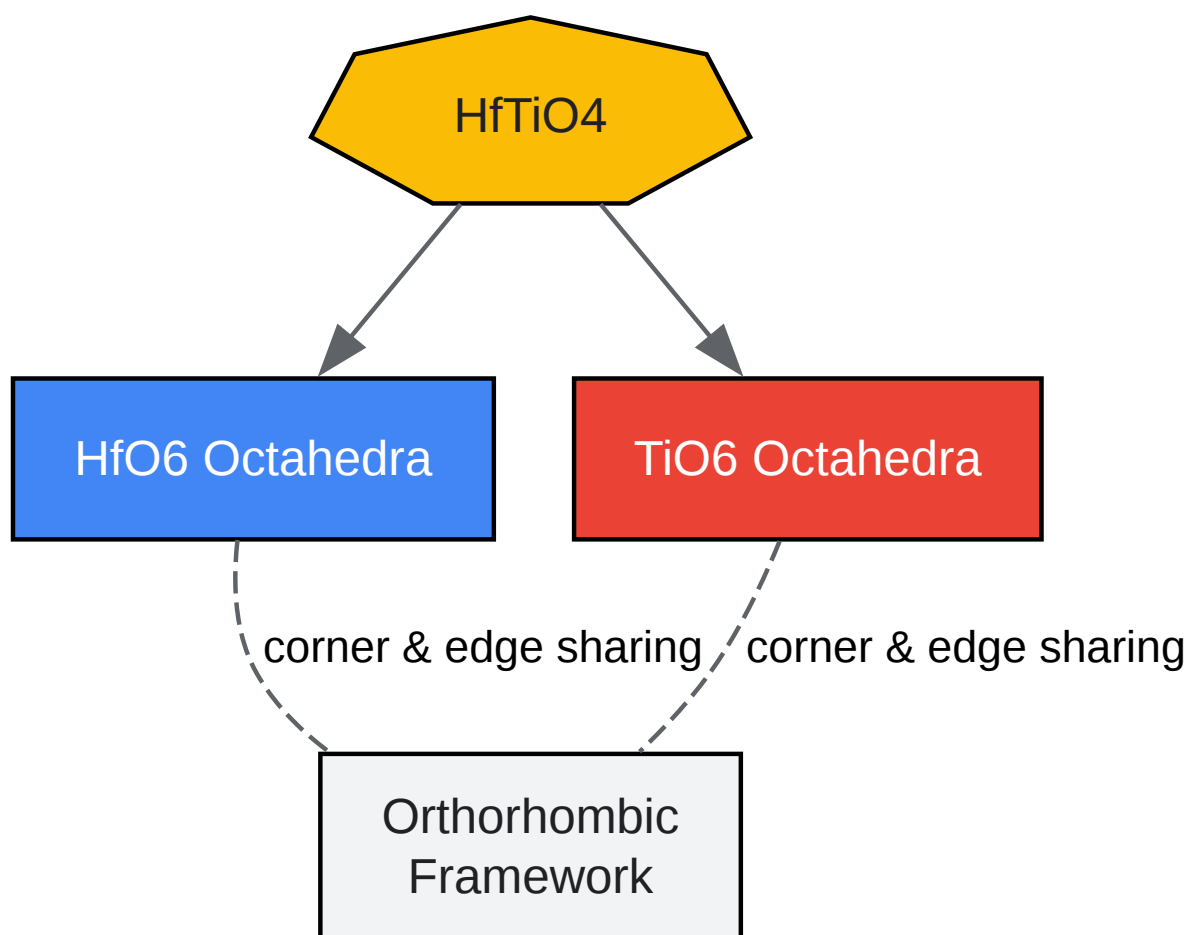 HfTiO4
HfO6 Octahedra
TiO6 Octahedra
corner & edge sharing
corner & edge sharing
Orthorhombic
Framework